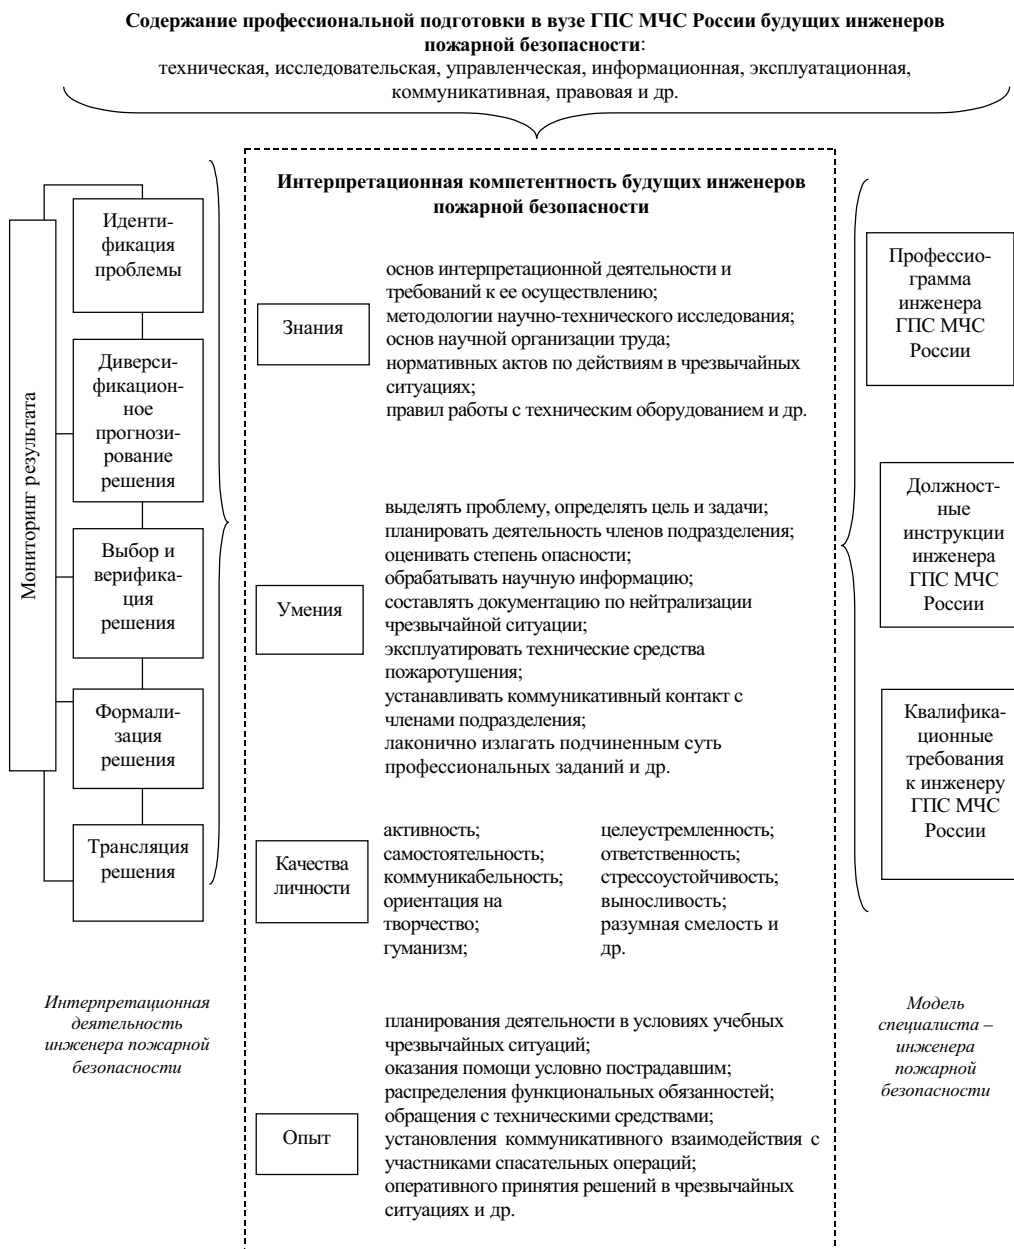 Содержание профессиональной подготовки в вузе ГПС МЧС России будущих инженеров
пожарной безопасности:
техническая, исследовательская, управленческая, информационная, эксплуатационная,
коммуникативная, правовая и др.
Мониторинг результата
Иденти-
фикация
проблемы
Диверси-
фикацион-
ное
прогнози-
рование
решения
Выбор и
верифика-
ция
решения
Формали-
зация
решения
Трансляция
решения
Интерпретационная
деятельность
инженера пожарной
безопасности
Интерпретационная компетентность будущих инженеров
пожарной безопасности
Знания
основ интерпретационной деятельности и
требований к ее осуществлению;
методологии научно-технического исследования;
основ научной организации труда;
нормативных актов по действиям в чрезвычайных
ситуациях;
правил работы с техническим оборудованием и др.
Умения
выделять проблему, определять цель и задачи;
планировать деятельность членов подразделения;
оценивать степень опасности;
обрабатывать научную информацию;
составлять документацию по нейтрализации
чрезвычайной ситуации;
эксплуатировать технические средства
пожаротушения;
устанавливать коммуникативный контакт с
членами подразделения;
лаконично излагать подчиненным суть
профессиональных заданий и др.
Качества
личности
активность;
самостоятельность;
коммуникабельность;
ориентация на
творчество;
гуманизм;
целеустремленность;
ответственность;
стрессоустойчивость;
выносливость;
разумная смелость и
др.
Опыт
планирования деятельности в условиях учебных
чрезвычайных ситуаций;
оказания помощи условно пострадавшим;
распределения функциональных обязанностей;
обращения с техническими средствами;
установления коммуникативного взаимодействия с
участниками спасательных операций;
оперативного принятия решений в чрезвычайных
ситуациях и др.
Профессио-
грамма
инженера
ГПС МЧС
России
Должност-
ные
инструкции
инженера
ГПС МЧС
России
Квалифика-
ционные
требования
к инженеру
ГПС МЧС
России
Модель
специалиста –
инженера
пожарной
безопасности